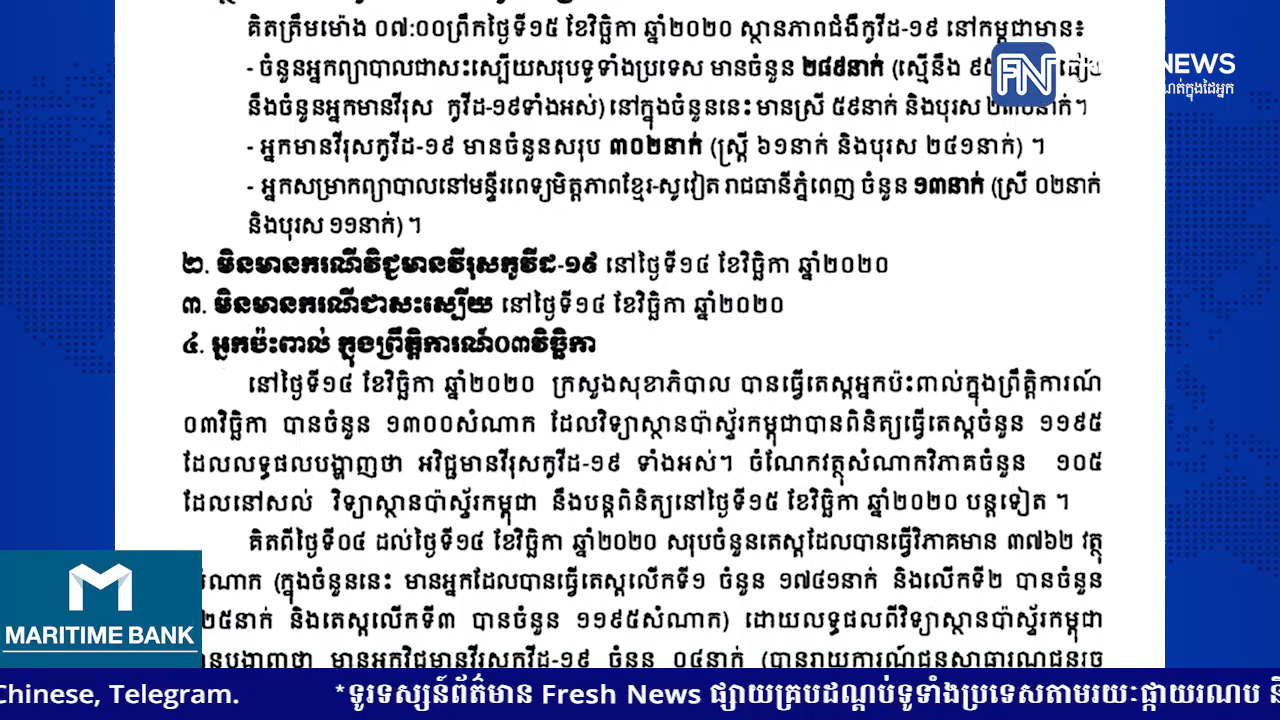 គិតត្រឹមម៉ោង ០៧:០០ព្រឹកថ្ងៃទី១៥ ខែវិច្ឆិកា ឆ្នាំ២០២០ ស្ថានភាពជំងឺកូវីដ-១៩ នៅកម្ពុជាមាន៖
- ចំនួនអ្នកព្យាបាលជាសះស្បើយសរុបទូទាំងប្រទេស មានចំនួន ២៨៩នាក់ (ស្មើនឹង
នឹងចំនួនអ្នកមានវីរុស កូវីដ-១៩ទាំងអស់) នៅក្នុងចំនួននេះ មានស្រី ៥៩នាក់ និងបុរស ២៣០នាក់។
- អ្នកមានវីរុសកូវីដ-១៩ មានចំនួនសរុប ៣០២នាក់ (ស្ត្រី ៦១នាក់ និងបុរស ២៤១នាក់) ។
- អ្នកសម្រាកព្យាបាលនៅមន្ទីរពេទ្យមិត្តភាពខ្មែរ-សូវៀត រាជធានីភ្នំពេញ ចំនួន ១៣នាក់ (ស្រី ០២នាក់
និងបុរស ១១នាក់) ។
២. មិនមានករណីវិជ្ជមានវីរុសកូវីដ-១៩ នៅថ្ងៃទី១៤ ខែវិច្ឆិកា ឆ្នាំ២០២០
៣. មិនមានករណីជាសះស្បើយ នៅថ្ងៃទី១៤ ខែវិច្ឆិកា ឆ្នាំ២០២០
៤. អ្នកប៉ះពាល់ ក្នុងព្រឹត្តិការណ៍០៣វិច្ឆិកា
នៅថ្ងៃទី១៤ ខែវិច្ឆិកា ឆ្នាំ២០២០ ក្រសួងសុខាភិបាល បានធ្វើតេស្តអ្នកប៉ះពាល់ក្នុងព្រឹត្តិការណ៍
០៣វិច្ឆិកា បានចំនួន ១៣០០សំណាក ដែលវិទ្យាស្ថានប៉ាស្ទ័រកម្ពុជាបានពិនិត្យធ្វើតេស្តចំនួន ១១៩៥
ដែលលទ្ធផលបង្ហាញថា អវិជ្ជមានវីរុសកូវីដ-១៩ ទាំងអស់។ ចំណែកវត្ថុសំណាកវិភាគចំនួន ១០៥
ដែលនៅសល់ វិទ្យាស្ថានប៉ាស្ទ័រកម្ពុជា នឹងបន្តពិនិត្យនៅថ្ងៃទី១៥ ខែវិច្ឆិកា ឆ្នាំ២០២០ បន្តទៀត ។
គិតពីថ្ងៃទី០៤ ដល់ថ្ងៃទី១៤ ខែវិច្ឆិកា ឆ្នាំ២០២០ សរុបចំនួនតេស្តដែលបានធ្វើវិភាគមាន ៣៧៦២ វត្ថុ
(ក្នុងចំនួននេះ មានអ្នកដែលបានធ្វើតេស្តលើកទី១ ចំនួន ១៧៤១នាក់ និងលើកទី២ បានចំនួន
និងតេស្តលើកទី៣ បានចំនួន ១១៩៥សំណាក) ដោយលទ្ធផលពីវិទ្យាស្ថានប៉ាស្ទ័រកម្ពុជា
បានបង្ហាញថា មានអ្នកវិជ្ជមានវីរុសកូវីដ-១៩ ចំនួន ០៤នាក់
FN
NEWS
MARITIME BANK
Chinese, Telegram. *ទូរទស្សន៍ព័ត៌មាន Fresh News ផ្សាយគ្របដណ្តប់ទូទាំងប្រទេសតាមរយៈផ្កាយរណប